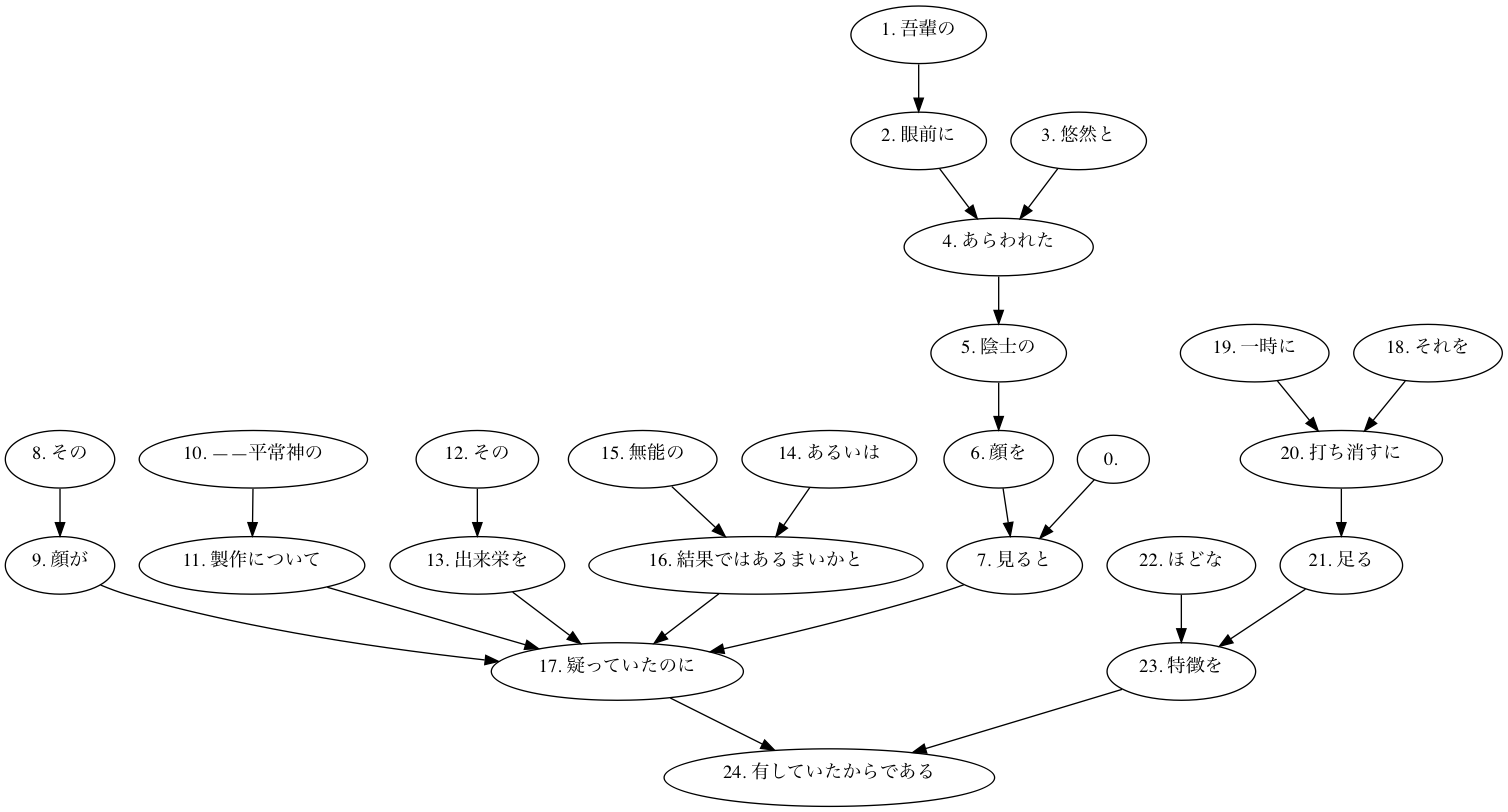 1. 吾輩の
2. 眼前に
3. 悠然と
4. あらわれた
5. 陰士の
19. 一時に
18. それを
8. その
10. ——平常神の
12. その
15. 無能の
14. あるいは
6. 顔を
0.
20. 打ち消すに
9. 顔が
11. 製作について
13. 出来栄を
16. 結果ではあるまいかと
7. 見ると
22. ほどな
21. 足る
17. 疑っていたのに
23. 特徴を
24. 有していたからである